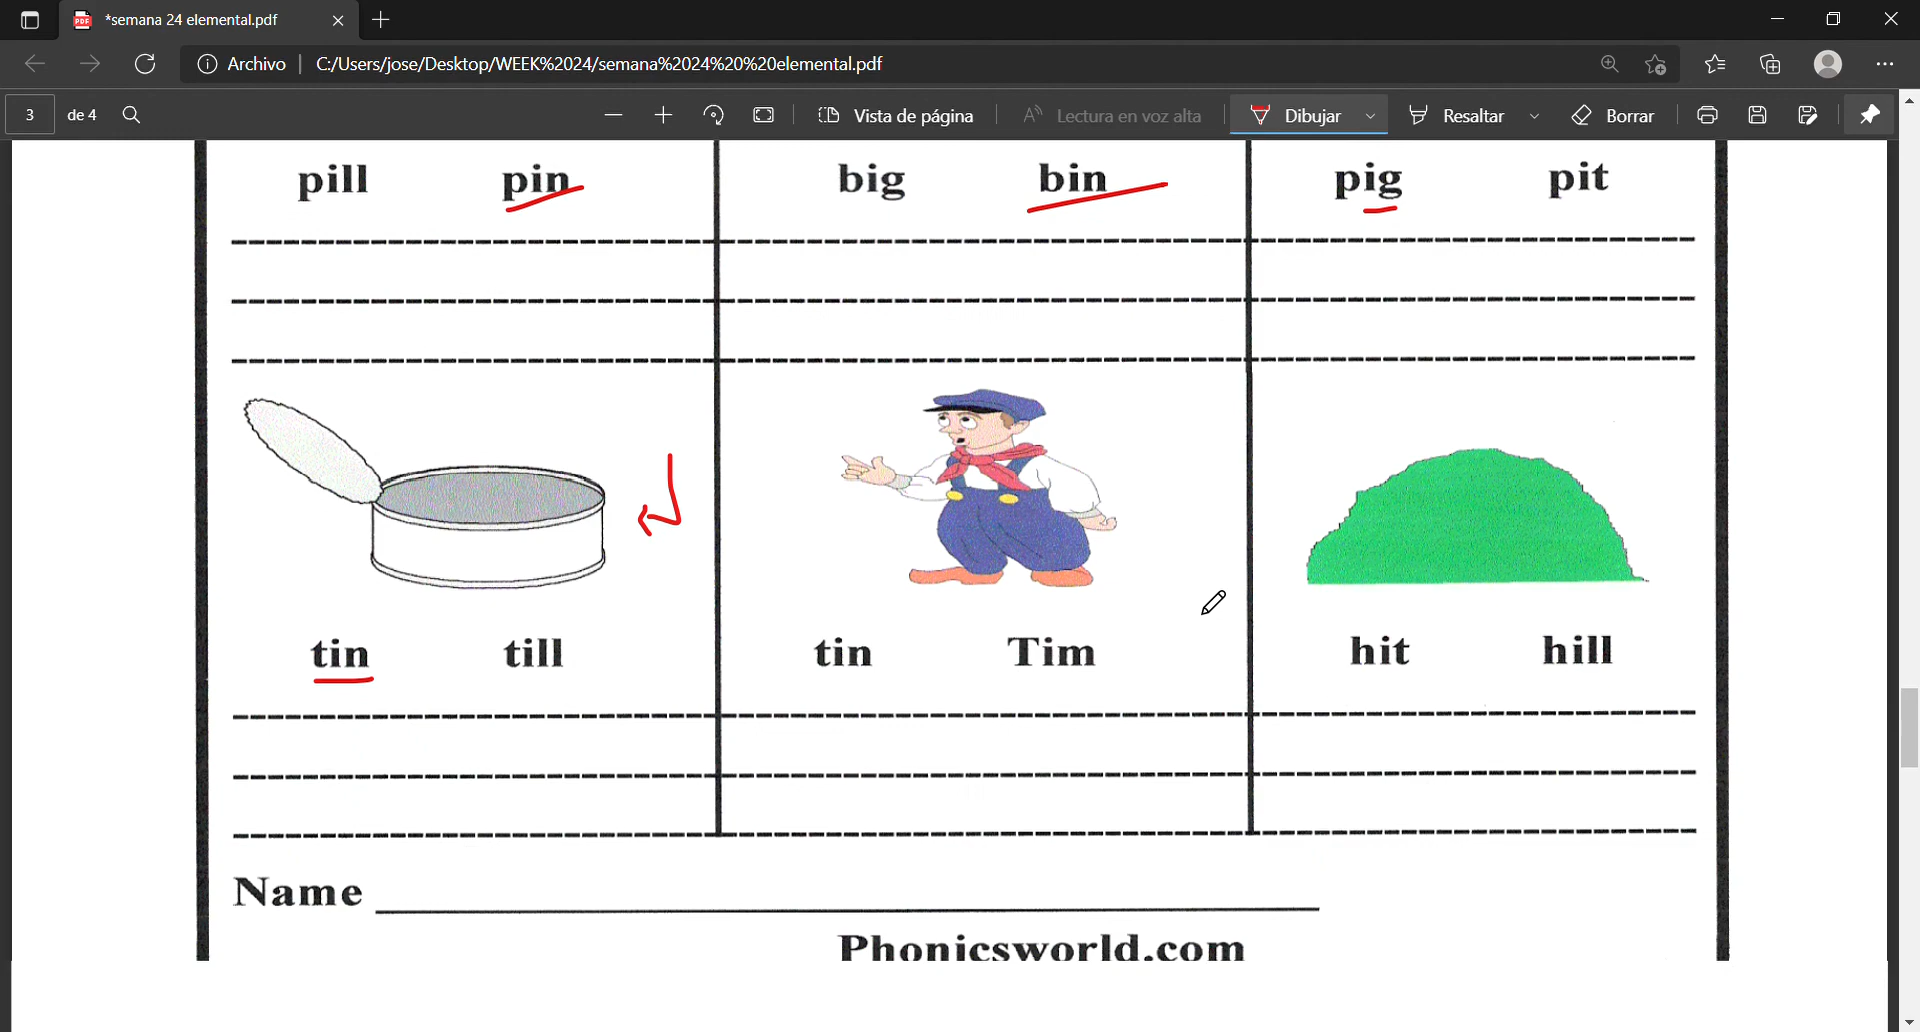 *semana 24 elemental.pdf
Archivo | C:/Users/jose/Desktop/WEEK%2024/semana%2024%20%20elemental.pdf
3 de 4 Vista de página Lectura en voz alta Dibujar Resaltar Borrar
pill pin big bin pig pit
tin till tin Tim hit hill
Name
Phonicsworld.com